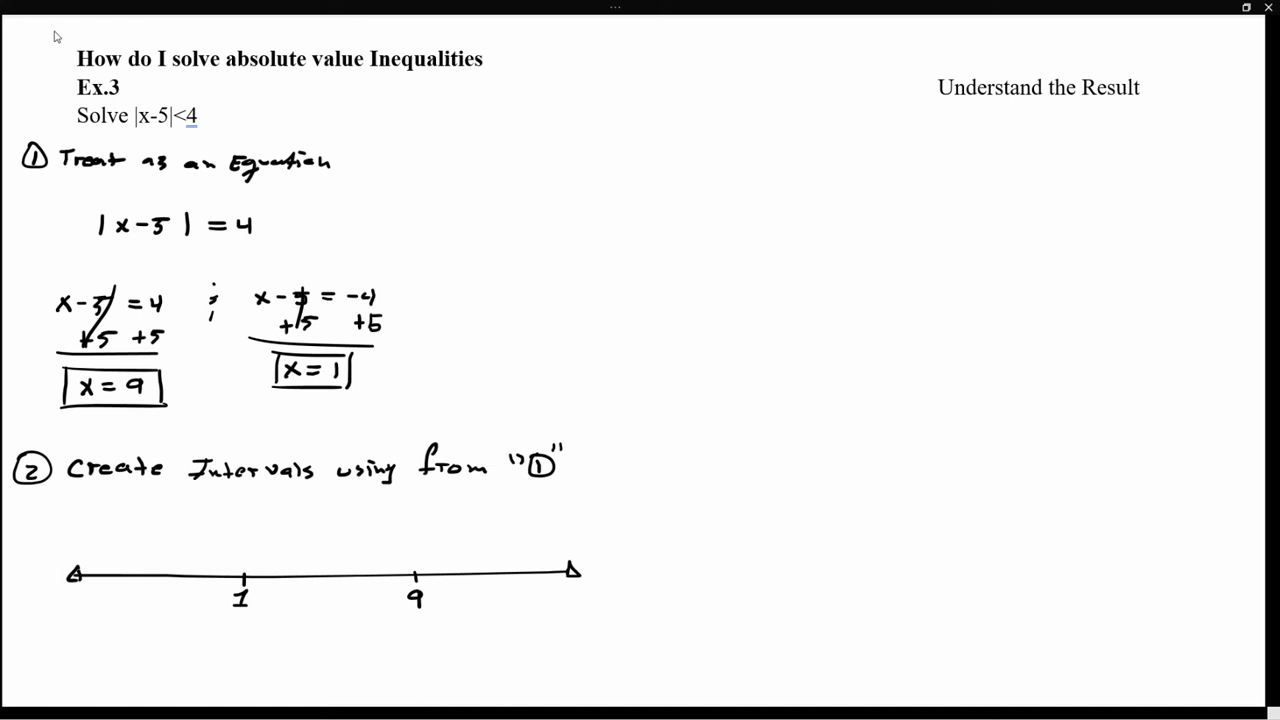 How do I solve absolute value Inequalities
Ex.3
Understand the Result
Solve |x-5|<4
① Treat as an Equation
|x-5| = 4
x-5 = 4 ; x-5 = -4
+5 +5 +5 +5
x = 9 x = 1
② Create Intervals using from "①"
1 9